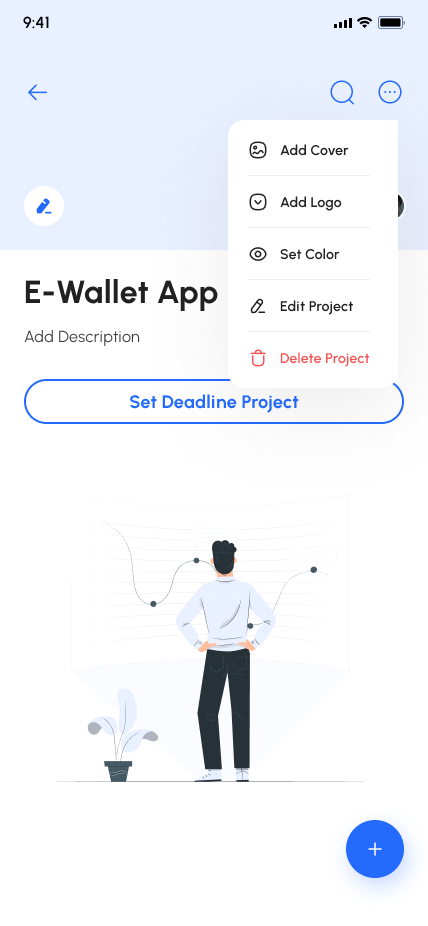 9:41
Add Cover
Add Logo
Set Color
Edit Project
Delete Project
E-Wallet App
Add Description
Set Deadline Project